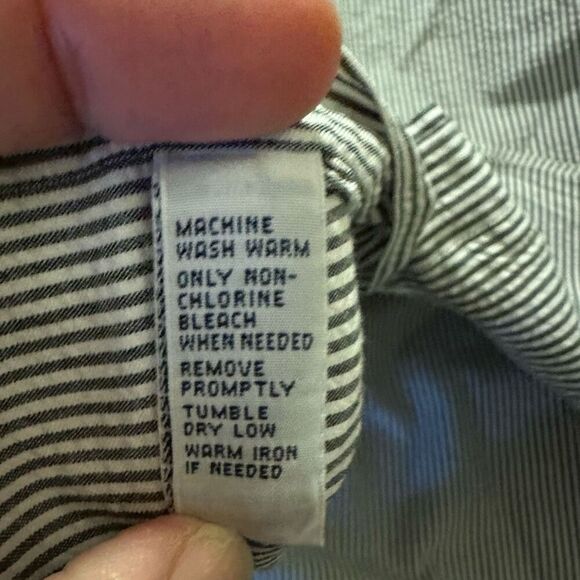 MACHINE
WASH WARM
ONLY NON-
CHLORINE
BLEACH
WHEN NEEDED
REMOVE
PROMPTLY
TUMBLE
DRY LOW
WARM IRON
IF NEEDED